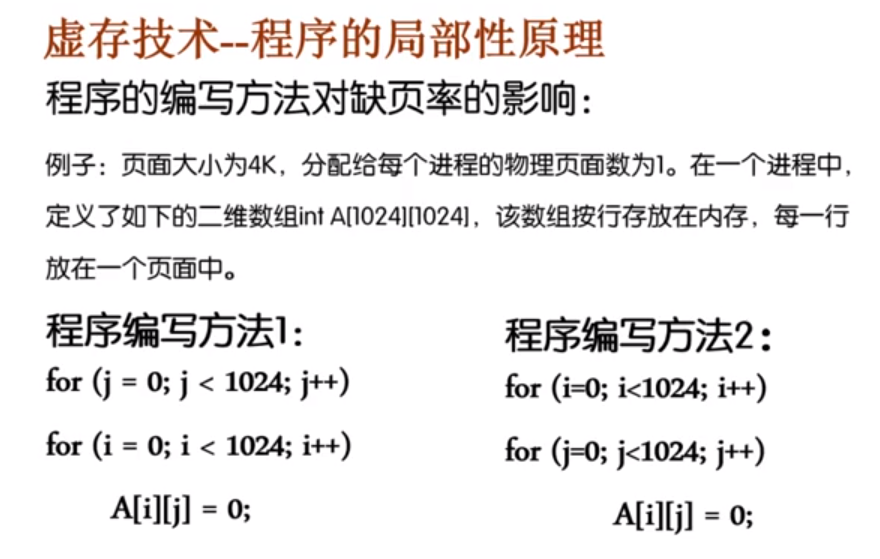 虚存技术--程序的局部性原理
程序的编写方法对缺页率的影响：
例子：页面大小为4K，分配给每个进程的物理页面数为1。在一个进程中，
定义了如下的二维数组int A[1024][1024]，该数组按行存放在内存，每一行
放在一个页面中。
程序编写方法1：
for (j = 0; j < 1024; j++)
for (i = 0; i < 1024; i++)
A[i][j] = 0;
程序编写方法2：
for (i=0; i<1024; i++)
for (j=0; j<1024; j++)
A[i][j] = 0;